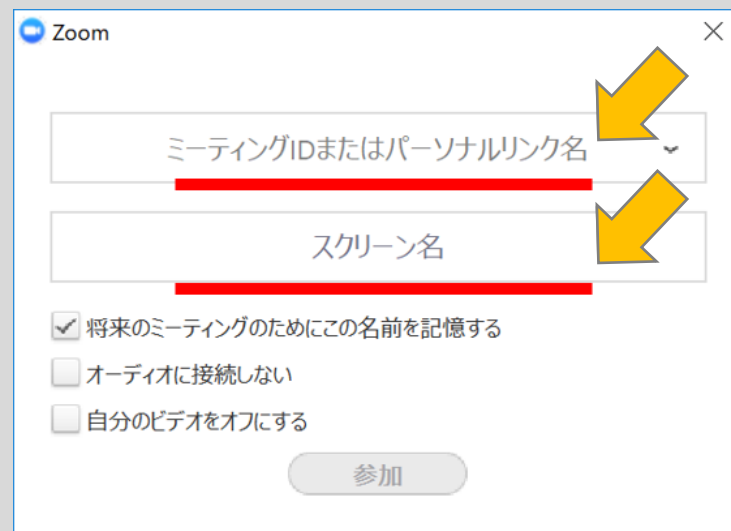 Zoom
ミーティングIDまたはパーソナルリンク名
スクリーン名
将来のミーティングのためにこの名前を記憶する
オーディオに接続しない
自分のビデオをオフにする
参加